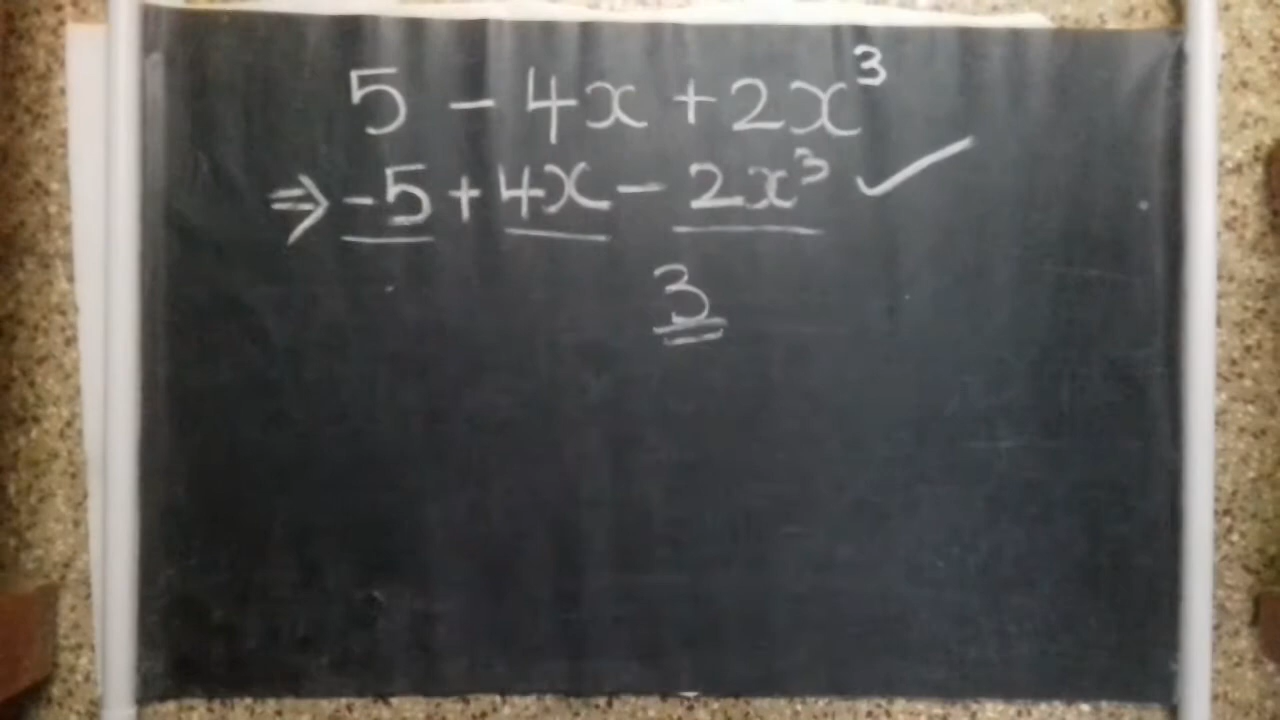 5 - 4x + 2x³
⇒ -5 + 4x - 2x³ ✓
3